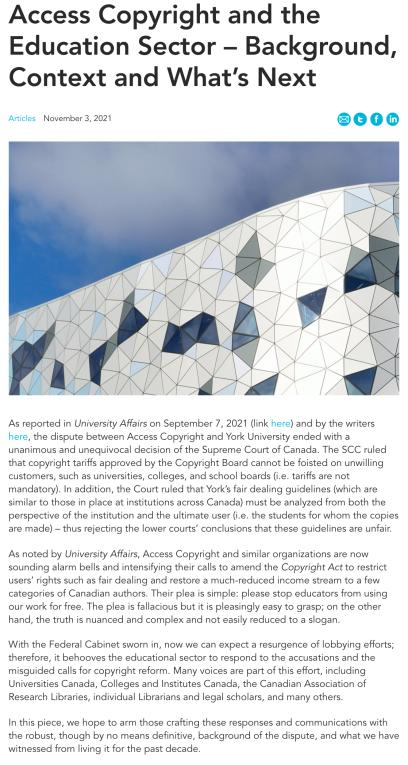 Access Copyright and the
Education Sector – Background,
Context and What's Next
Articles November 3, 2021
As reported in University Affairs on September 7, 2021 (link here) and by the writers
here, the dispute between Access Copyright and York University ended with a
unanimous and unequivocal decision of the Supreme Court of Canada. The SCC ruled
that copyright tariffs approved by the Copyright Board cannot be foisted on unwilling
customers, such as universities, colleges, and school boards (i.e. tariffs are not
mandatory). In addition, the Court ruled that York's fair dealing guidelines (which are
similar to those in place at institutions across Canada) must be analyzed from both the
perspective of the institution and the ultimate user (i.e. the students for whom the copies
are made) – thus rejecting the lower courts' conclusions that these guidelines are unfair.
As noted by University Affairs, Access Copyright and similar organizations are now
sounding alarm bells and intensifying their calls to amend the Copyright Act to restrict
users' rights such as fair dealing and restore a much-reduced income stream to a few
categories of Canadian authors. Their plea is simple: please stop educators from using
our work for free. The plea is fallacious but it is pleasingly easy to grasp; on the other
hand, the truth is nuanced and complex and not easily reduced to a slogan.
With the Federal Cabinet sworn in, now we can expect a resurgence of lobbying efforts;
therefore, it behooves the educational sector to respond to the accusations and the
misguided calls for copyright reform. Many voices are part of this effort, including
Universities Canada, Colleges and Institutes Canada, the Canadian Association of
Research Libraries, individual Librarians and legal scholars, and many others.
In this piece, we hope to arm those crafting these responses and communications with
the robust, though by no means definitive, background of the dispute, and what we have
witnessed from living it for the past decade.